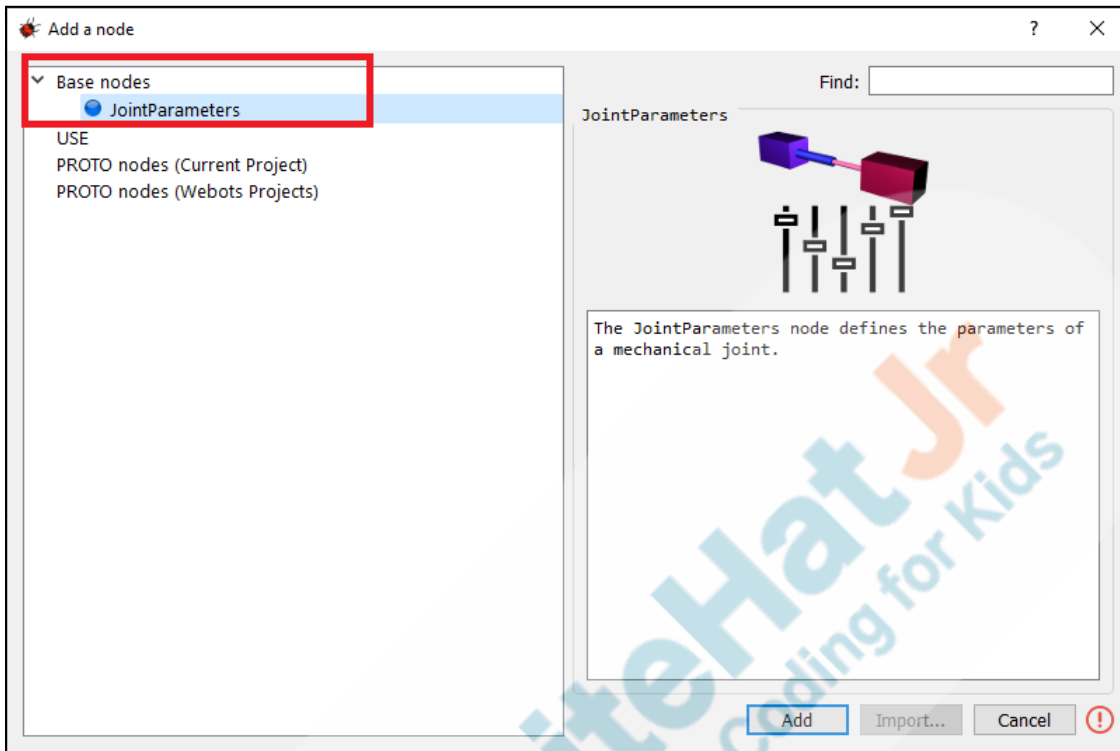 Add a node
?
Base nodes
JointParameters
USE
PROTO nodes (Current Project)
PROTO nodes (Webots Projects)
Find:
JointParameters
The JointParameters node defines the parameters of
a mechanical joint.
Add
Import...
Cancel
iteHat Jr
coding for Kids